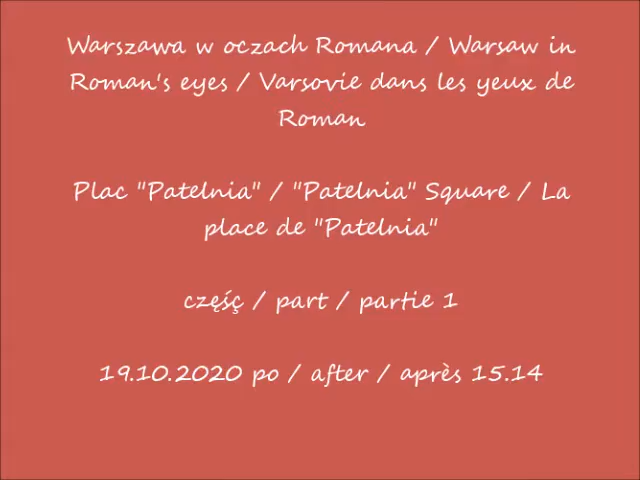 Warszawa w oczach Romana / Warsaw in
Roman's eyes / Varsovie dans les yeux de
Roman
Plac "Patelnia" / "Patelnia" Square / La
place de "Patelnia"
częśç / part / partie 1
19.10.2020 po / after / après 15.14